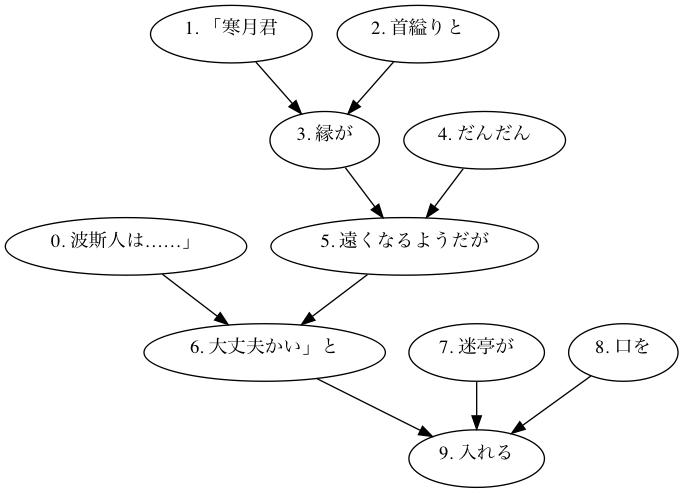 1. 「寒月君
2. 首縊りと
3. 縁が
4. だんだん
0. 波斯人は……」
5. 遠くなるようだが
6. 大丈夫かい」と
7. 迷亭が
8. 口を
9. 入れる